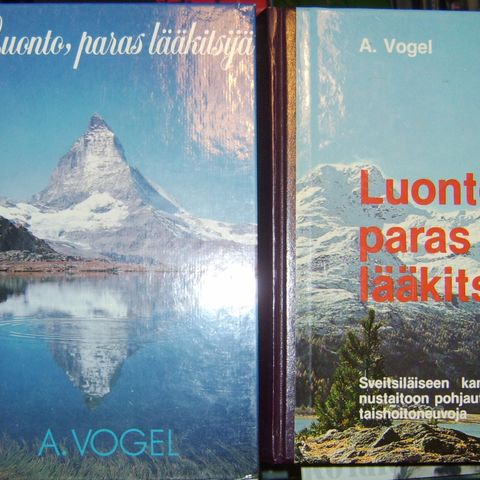 Luonto, paras lääkitsijä
A. VOGEL
A. Vogel
Luonto
paras
lääkits
Sveitsiläiseen kan
nustaitoon pohjaut
taishoitoneuvoja